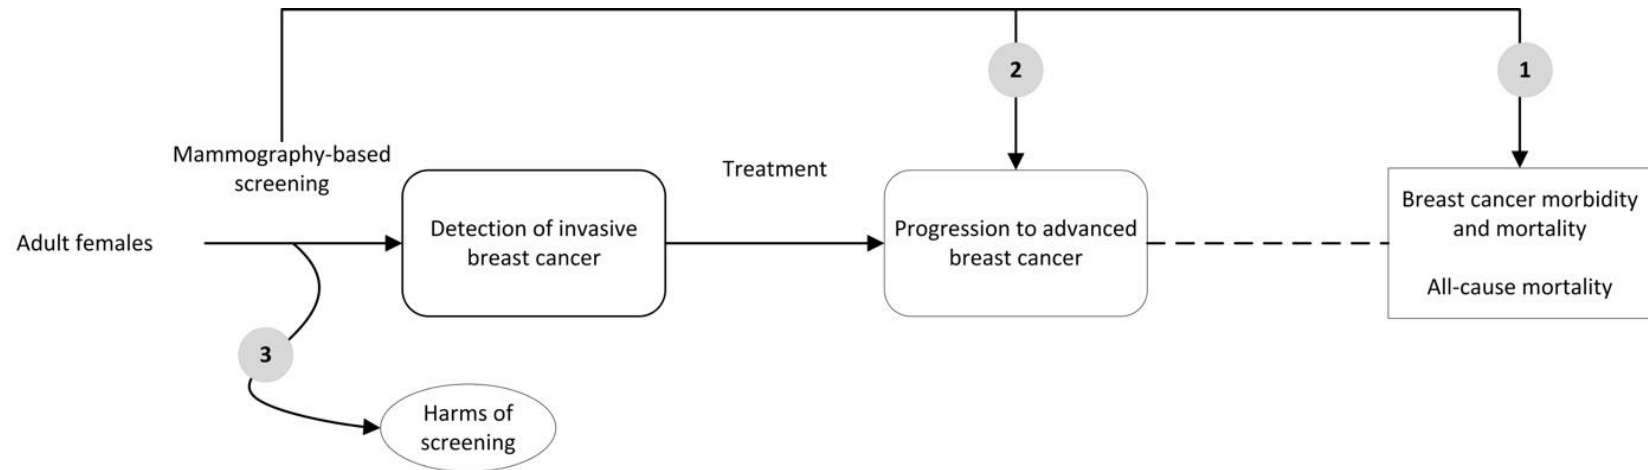 2
1
Mammography-based
screening
Treatment
Adult females
Detection of invasive
breast cancer
Progression to advanced
breast cancer
Breast cancer morbidity
and mortality
All-cause mortality
3
Harms of
screening